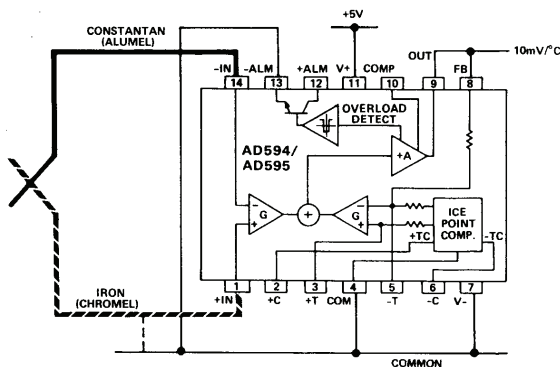 +5V
CONSTANTAN
(ALUMEL)
10mV/°C
-IN
-ALM
+ALM
V+
COMP
OUT
FB
14
13
12
11
10
9
8
OVERLOAD
DETECT
AD594/
AD595
+A
G
+
G
ICE
POINT
COMP.
+TC
-TC
1
2
3
4
5
6
7
+IN
+C
+T
COM
-T
-C
V-
IRON
(CHROMEL)
COMMON